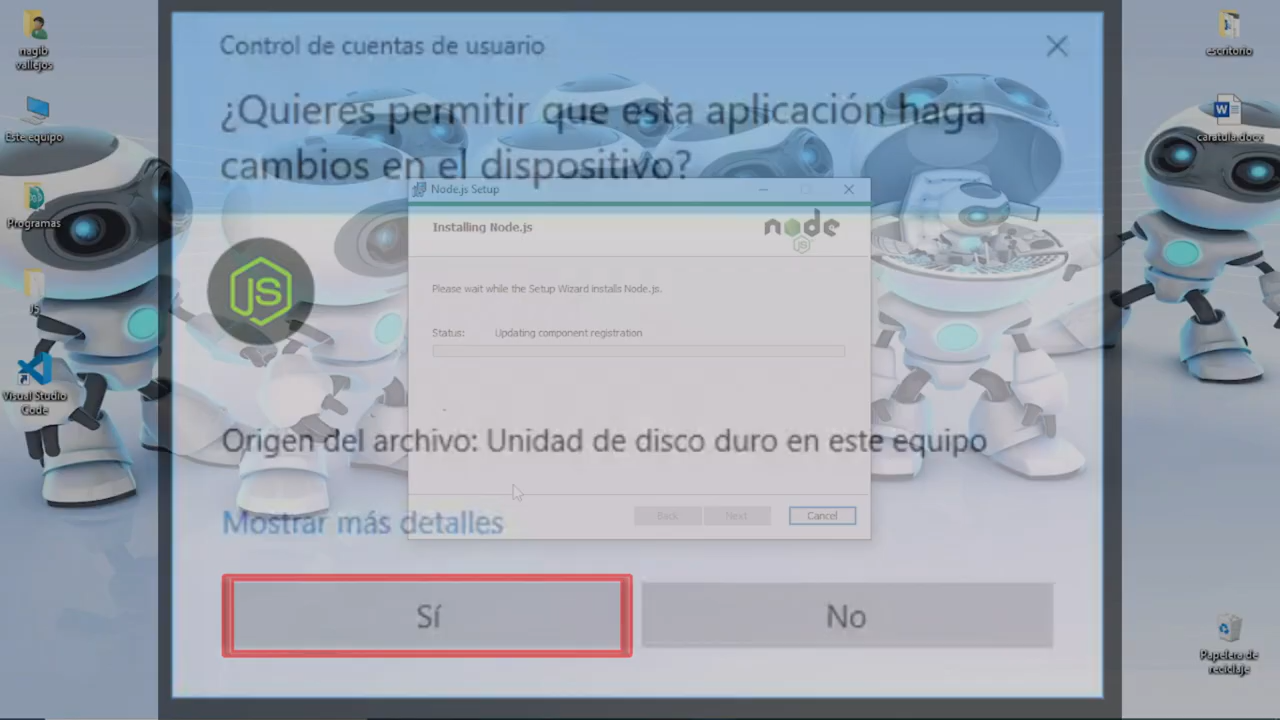 nagib
vallejos
Este equipo
Programas
JS
Visual Studio
Code
Control de cuentas de usuario
¿Quieres permitir que esta aplicación haga
cambios en el dispositivo?
JS
Origen del archivo: Unidad de disco duro en este equipo
Mostrar más detalles
Sí
No
Node.js Setup
Installing Node.js
node
JS
Please wait while the Setup Wizard installs Node.js.
Status: Updating component registration
Back
Next
Cancel
escritorio
W
caratula.docx
Papelera de
reciclaje